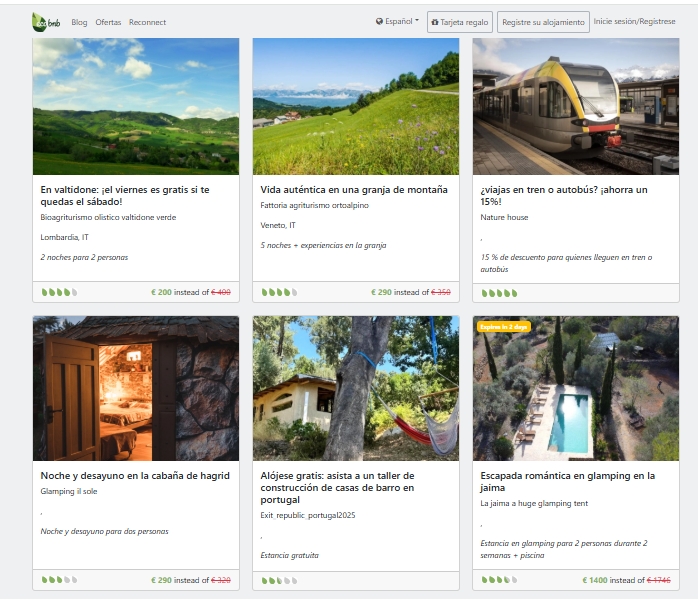 bnb Blog Ofertas Reconnect Español Tarjeta regalo Registre su alojamiento Inicie sesión/Regístrese
En valtidone: ¡el viernes es gratis si te
quedas el sábado!
Bioagriturismo olistico valtidone verde
Lombardia, IT
2 noches para 2 personas
€ 200 instead of € 400
Vida auténtica en una granja de montaña
Fattoria agriturismo ortoalpino
Veneto, IT
5 noches + experiencias en la granja
€ 290 instead of € 350
¿viajas en tren o autobús? ¡ahorra un
15%!
Nature house
,
15 % de descuento para quienes lleguen en tren o
autobús
Noche y desayuno en la cabaña de hagrid
Glamping il sole
,
Noche y desayuno para dos personas
€ 290 instead of € 320
Alójese gratis: asista a un taller de
construcción de casas de barro en
portugal
Exit_republic_portugal2025
,
Estancia gratuita
Expires in 2 days
Escapada romántica en glamping en la
jaima
La jaima a huge glamping tent
,
Estancia en glamping para 2 personas durante 2
semanas + piscina
€ 1400 instead of € 1746